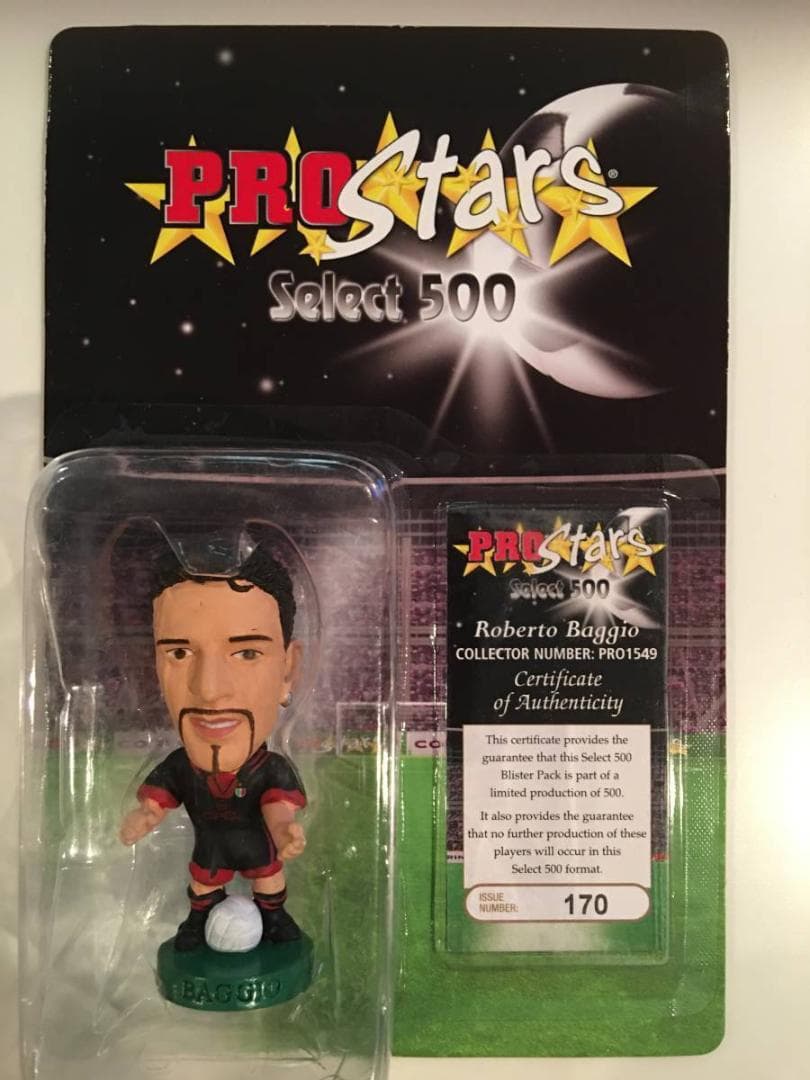 PROStars®
Select 500
PROStars
Select 500
Roberto Baggio
COLLECTOR NUMBER: PRO1549
Certificate
of Authenticity
This certificate provides the
guarantee that this Select 500
Blister Pack is part of a
limited production of 500.
It also provides the guarantee
that no further production of these
players will occur in this
Select 500 format.
ISSUE
NUMBER: 170
BAGGIO